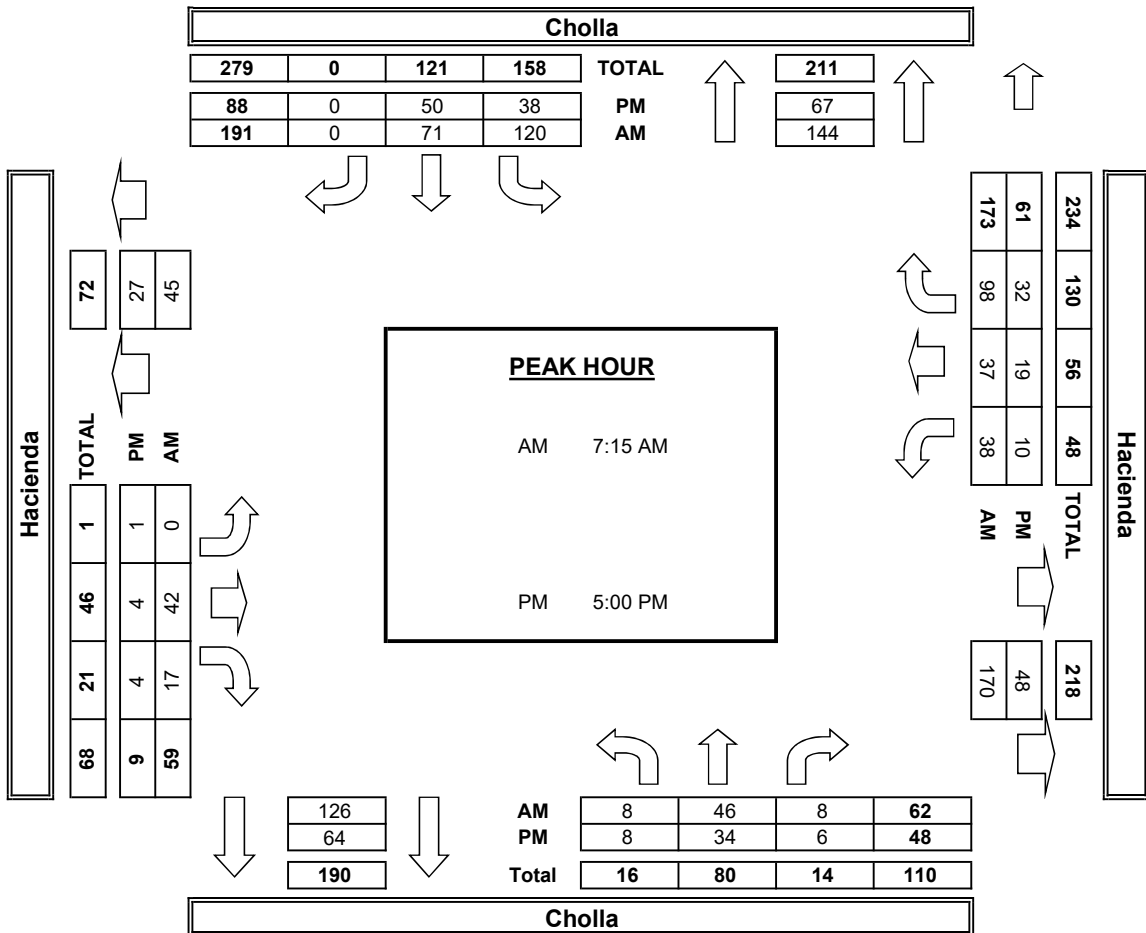 Cholla
279 0 121 158 TOTAL 211
88 0 50 38 PM 67
191 0 71 120 AM 144
Hacienda
72
27
45
TOTAL
PM
AM
1 46 21 68
1 4 4 9
0 42 17 59
PEAK HOUR
AM 7:15 AM
PM 5:00 PM
234 130 56 48 TOTAL 218
61 32 19 10 PM 48
173 98 37 38 AM 170
Hacienda
126 AM 8 46 8 62
64 PM 8 34 6 48
190 Total 16 80 14 110
Cholla